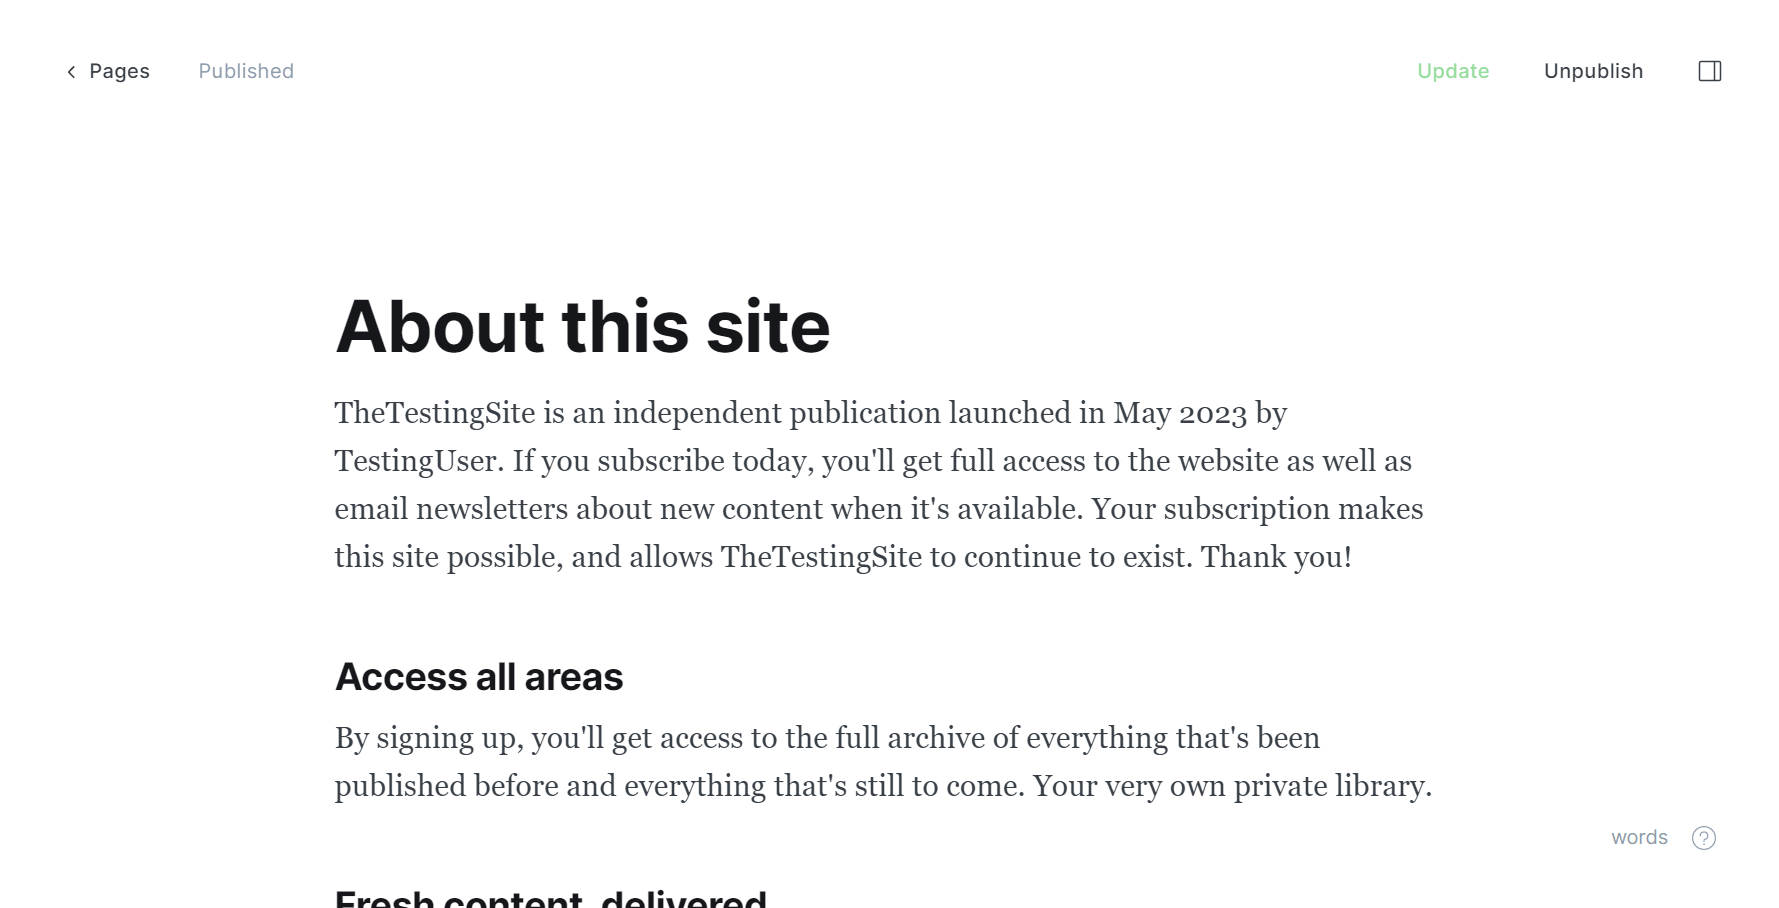 Pages
Published
Update
Unpublish
About this site
TheTestingSite is an independent publication launched in May 2023 by
TestingUser. If you subscribe today, you'll get full access to the website as well as
email newsletters about new content when it's available. Your subscription makes
this site possible, and allows TheTestingSite to continue to exist. Thank you!
Access all areas
By signing up, you'll get access to the full archive of everything that's been
published before and everything that's still to come. Your very own private library.
words
Fresh content, delivered